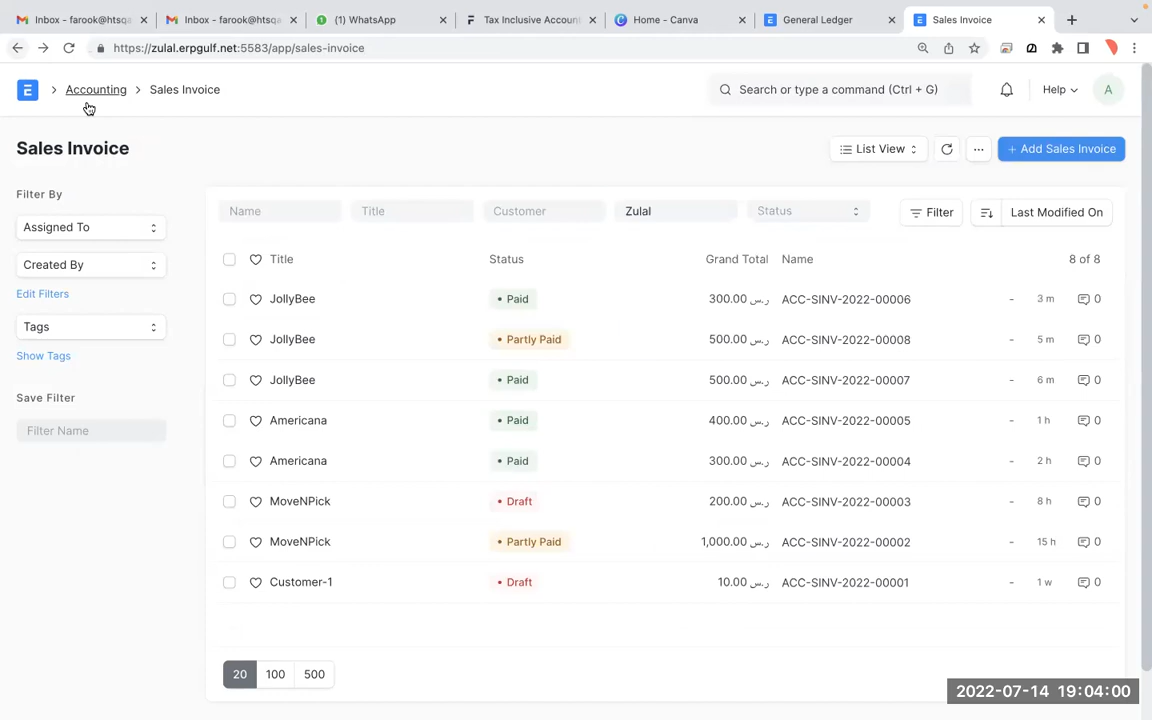 Inbox - farook@htsqa
Inbox - farook@htsqa
(1) WhatsApp
Tax Inclusive Accoun
Home - Canva
General Ledger
Sales Invoice
https://zulal.erpgulf.net:5583/app/sales-invoice
E
Accounting
Sales Invoice
Search or type a command (Ctrl + G)
Help
A
Sales Invoice
List View
...
+ Add Sales Invoice
Filter By
Assigned To
Created By
Edit Filters
Tags
Show Tags
Save Filter
Filter Name
Name
Title
Customer
Zulal
Status
Filter
Last Modified On
Title Status Grand Total Name 8 of 8
JollyBee • Paid 300.00 ر.س ACC-SINV-2022-00006 - 3 m 0
JollyBee • Partly Paid 500.00 ر.س ACC-SINV-2022-00008 - 5 m 0
JollyBee • Paid 500.00 ر.س ACC-SINV-2022-00007 - 6 m 0
Americana • Paid 400.00 ر.س ACC-SINV-2022-00005 - 1 h 0
Americana • Paid 300.00 ر.س ACC-SINV-2022-00004 - 2 h 0
MoveNPick • Draft 200.00 ر.س ACC-SINV-2022-00003 - 8 h 0
MoveNPick • Partly Paid 1,000.00 ر.س ACC-SINV-2022-00002 - 15 h 0
Customer-1 • Draft 10.00 ر.س ACC-SINV-2022-00001 - 1 w 0
20 100 500
2022-07-14 19:04:00